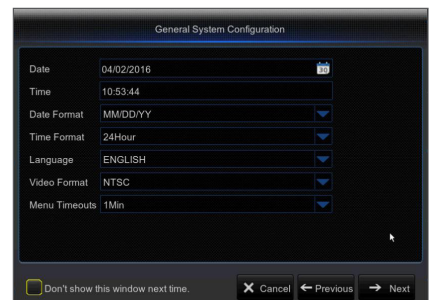 General System Configuration
Date 04/02/2016 30
Time 10:53:44
Date Format MM/DD/YY
Time Format 24Hour
Language ENGLISH
Video Format NTSC
Menu Timeouts 1Min
Don't show this window next time. Cancel Previous Next